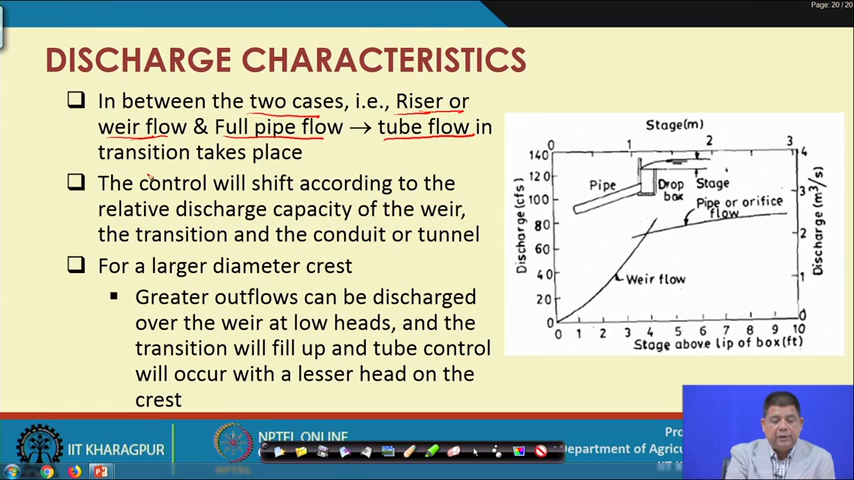 Page: 20 / 20
DISCHARGE CHARACTERISTICS
In between the two cases, i.e., Riser or
weir flow & Full pipe flow → tube flow in
transition takes place
The control will shift according to the
relative discharge capacity of the weir,
the transition and the conduit or tunnel
For a larger diameter crest
Greater outflows can be discharged
over the weir at low heads, and the
transition will fill up and tube control
will occur with a lesser head on the
crest
Stage(m)
0 1 2 3
140
120
100
80
60
40
20
0
Discharge (cfs)
Pipe
Drop
box
Stage
Pipe or orifice
flow
Weir flow
4
3
2
1
0
Discharge (m³/s)
0 1 2 3 4 5 6 7 8 9 10
Stage above lip of box(ft)
IIT KHARAGPUR
NPTEL ONLINE
Pro
Department of Agricu
IIT K